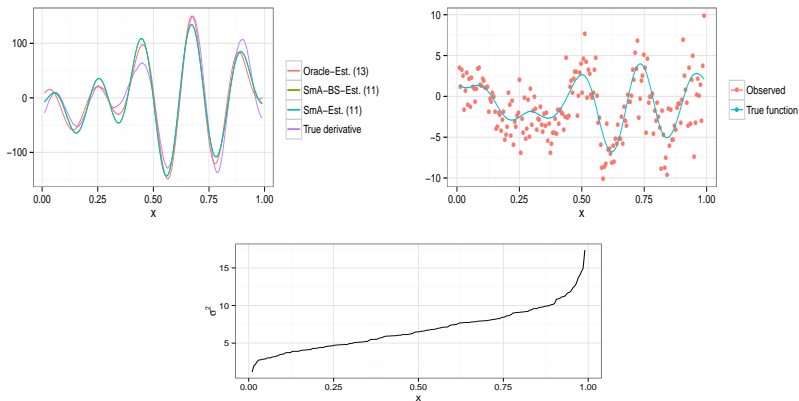 100
0
−100
0.00 0.25 0.50 0.75 1.00
x
Oracle−Est. (13)
SmA−BS−Est. (11)
SmA−Est. (11)
True derivative
10
5
0
−5
−10
0.00 0.25 0.50 0.75 1.00
x
Observed
True function
15
10
5
σ²
0.00 0.25 0.50 0.75 1.00
x